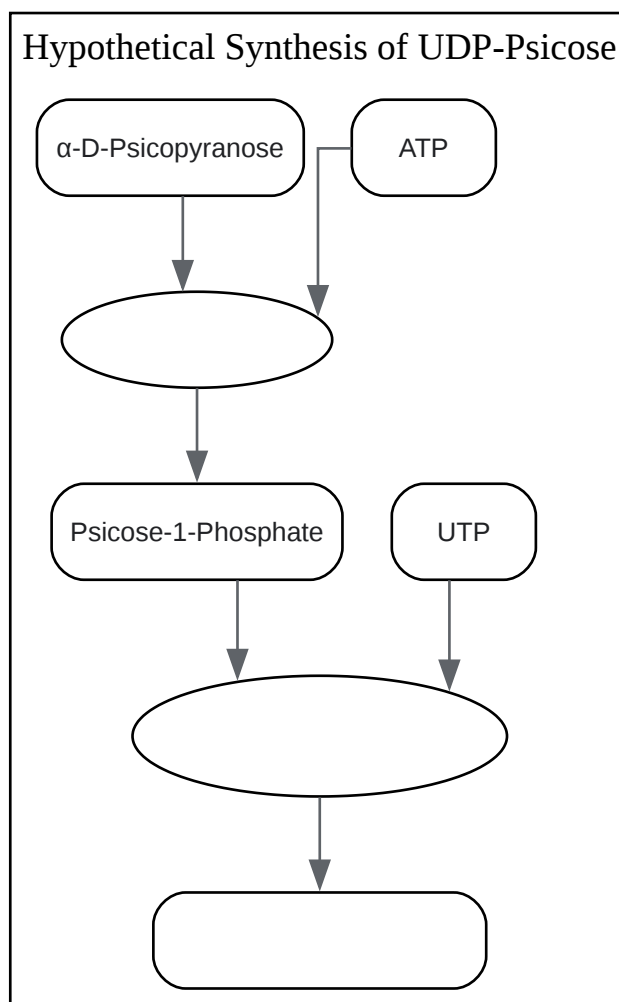 Hypothetical Synthesis of UDP-Psicose
α-D-Psicopyranose
ATP
Psicose-1-Phosphate
UTP